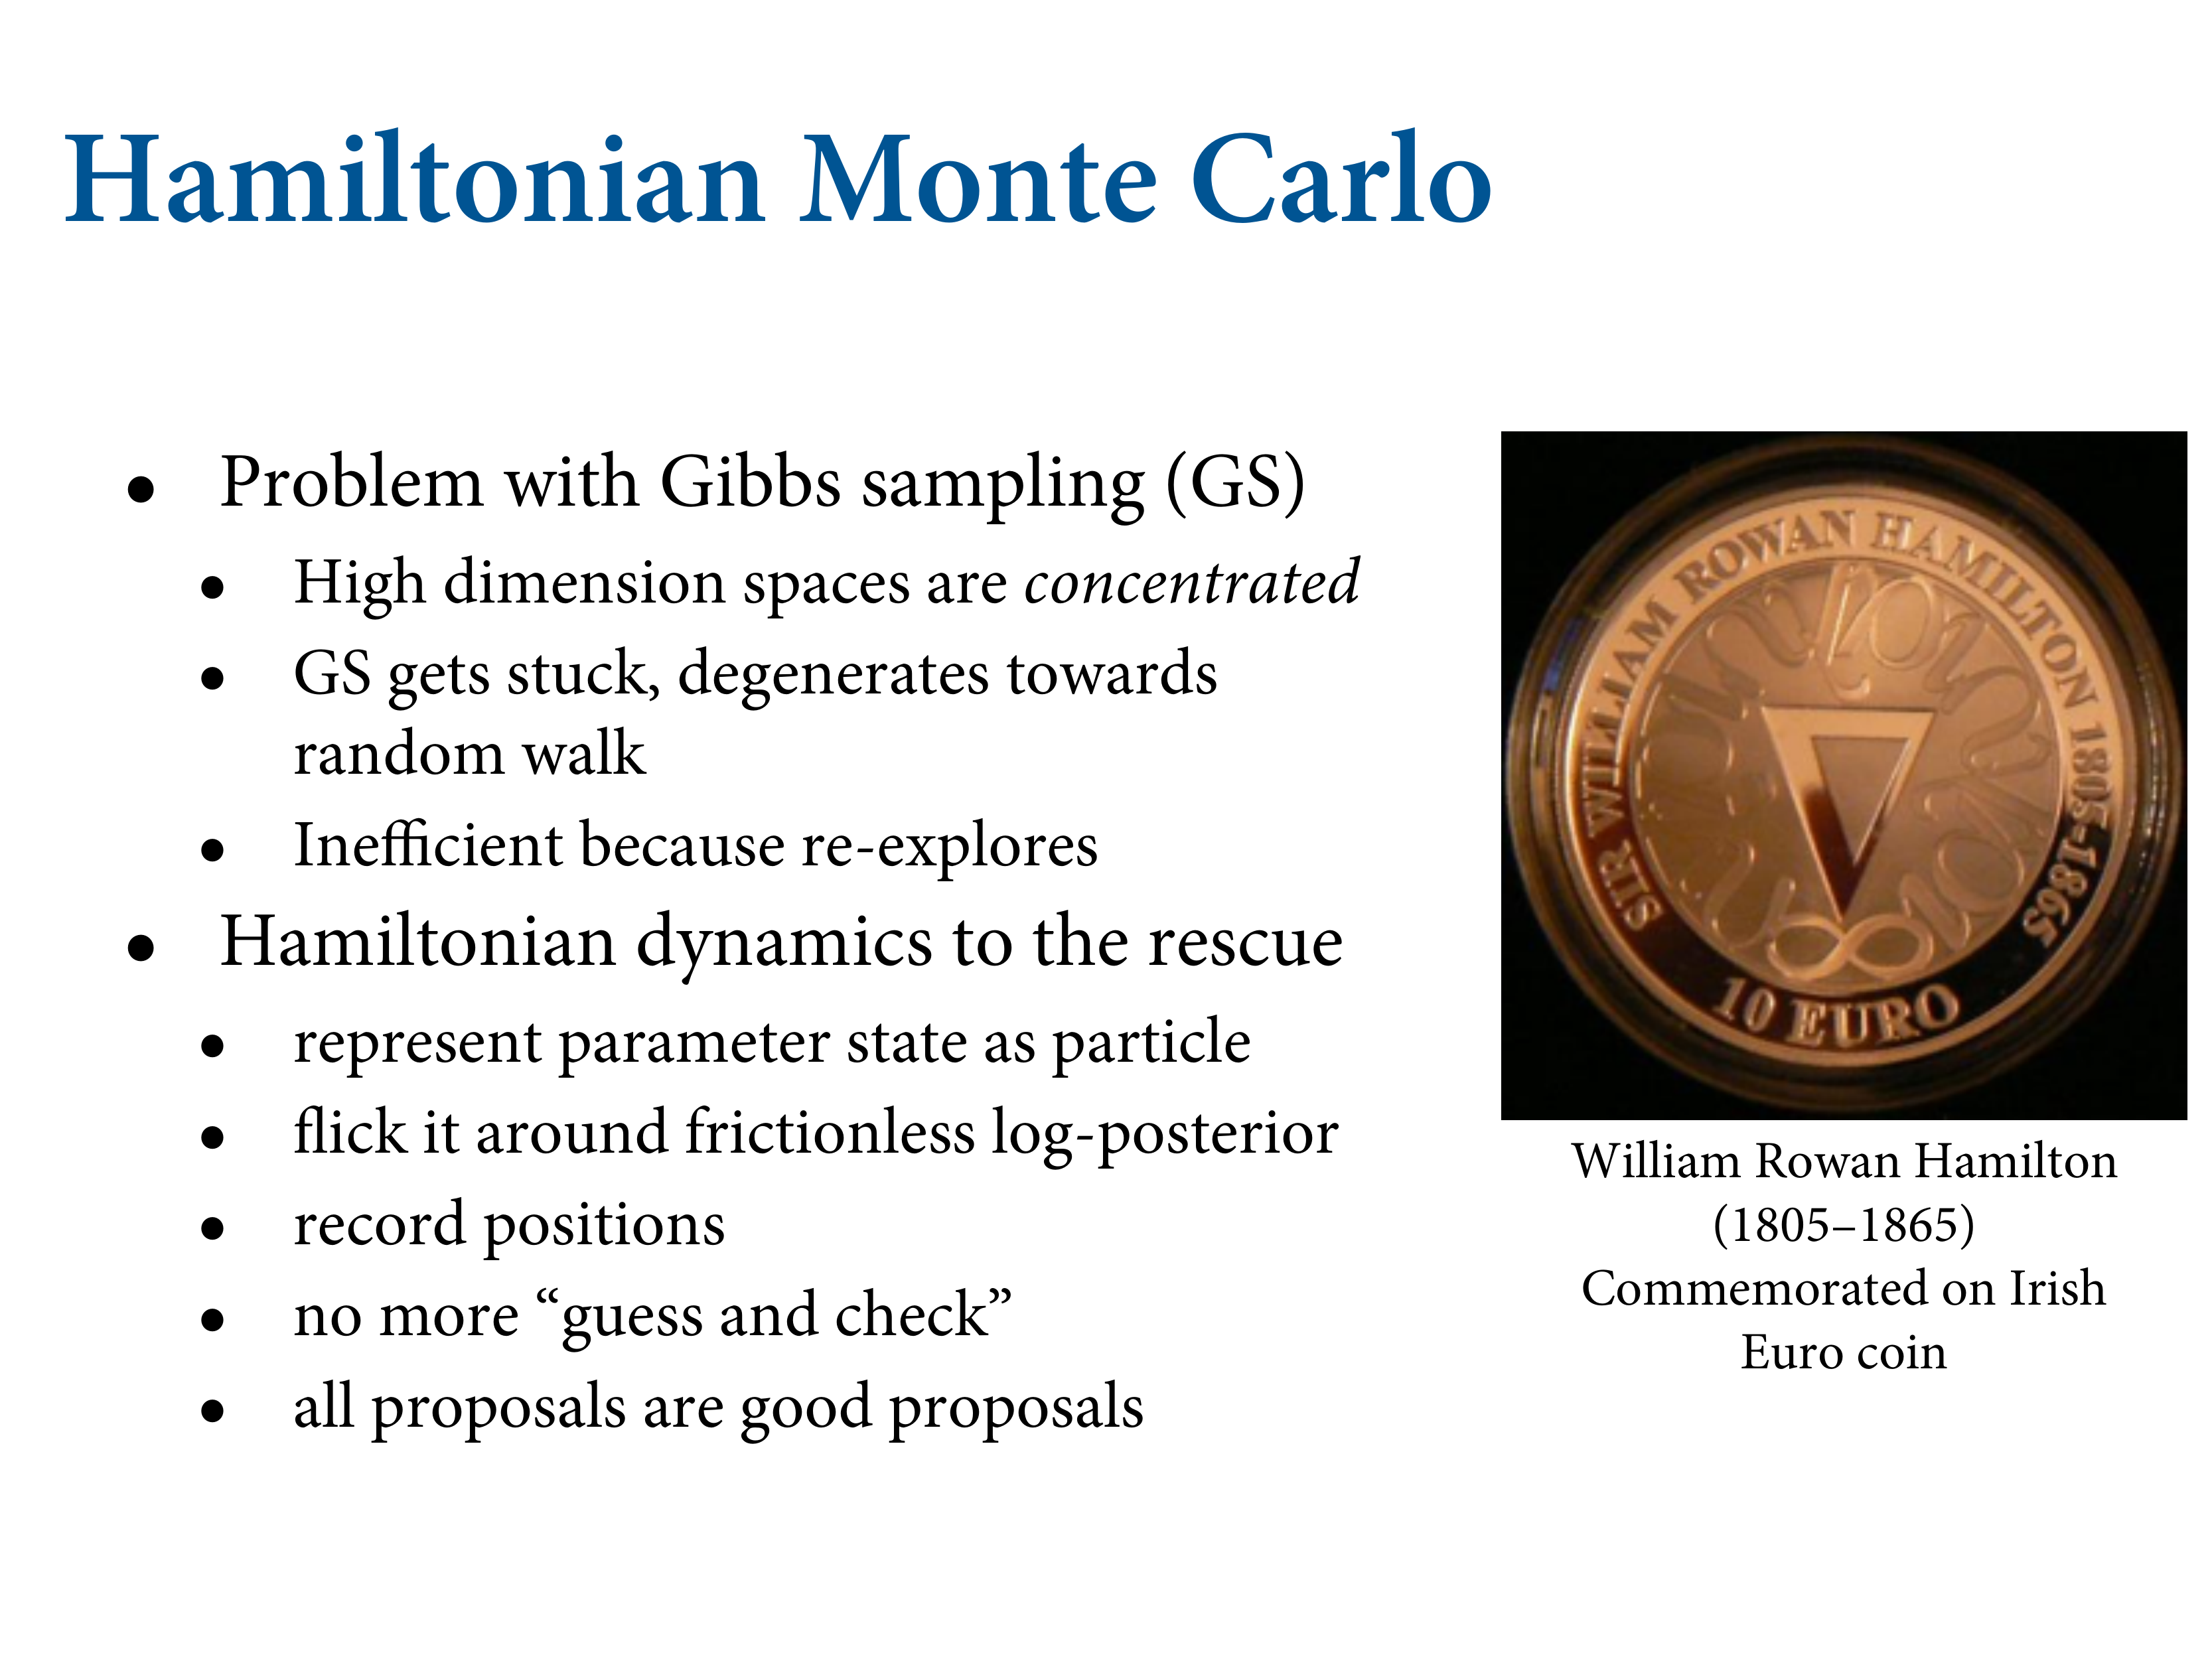 Hamiltonian Monte Carlo
• Problem with Gibbs sampling (GS)
• High dimension spaces are concentrated
• GS gets stuck, degenerates towards
random walk
• Inefficient because re-explores
• Hamiltonian dynamics to the rescue
• represent parameter state as particle
• flick it around frictionless log-posterior
• record positions
• no more “guess and check”
• all proposals are good proposals
SIR WILLIAM ROWAN HAMILTON 1805-1865
10 EURO
William Rowan Hamilton
(1805–1865)
Commemorated on Irish
Euro coin